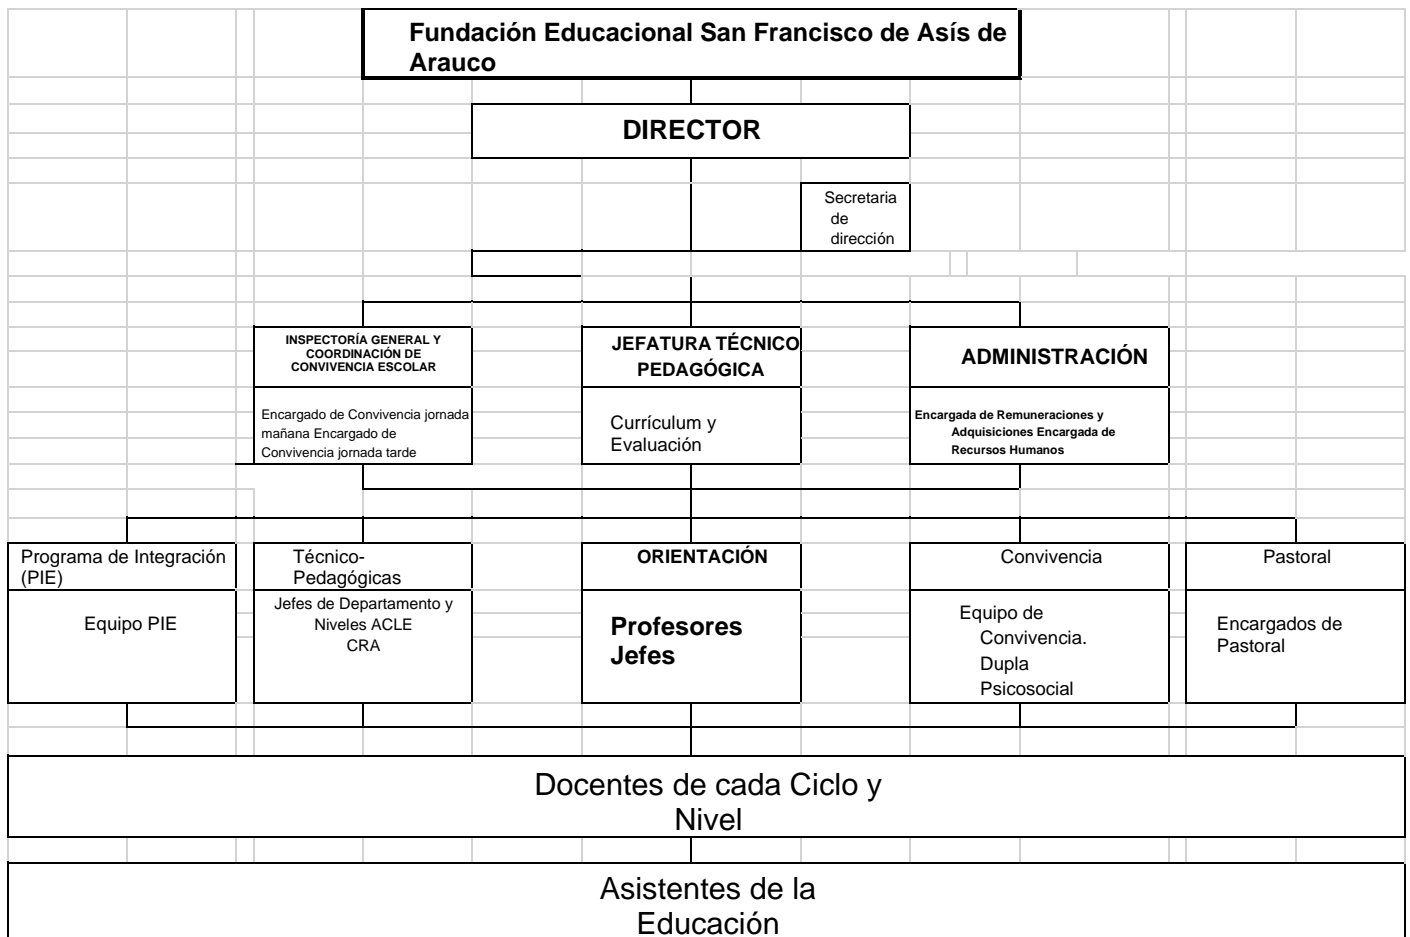 Fundación Educacional San Francisco de Asís de
Arauco
DIRECTOR
Secretaria
de
dirección
INSPECTORÍA GENERAL Y
COORDINACIÓN DE
CONVIVENCIA ESCOLAR
Encargado de Convivencia jornada
mañana Encargado de
Convivencia jornada tarde
JEFATURA TÉCNICO
PEDAGÓGICA
Currículum y
Evaluación
ADMINISTRACIÓN
Encargada de Remuneraciones y
Adquisiciones Encargada de
Recursos Humanos
Programa de Integración
(PIE)
Equipo PIE
Técnico-
Pedagógicas
Jefes de Departamento y
Niveles ACLE
CRA
ORIENTACIÓN
Profesores
Jefes
Convivencia
Equipo de
Convivencia.
Dupla
Psicosocial
Pastoral
Encargados de
Pastoral
Docentes de cada Ciclo y
Nivel
Asistentes de la
Educación